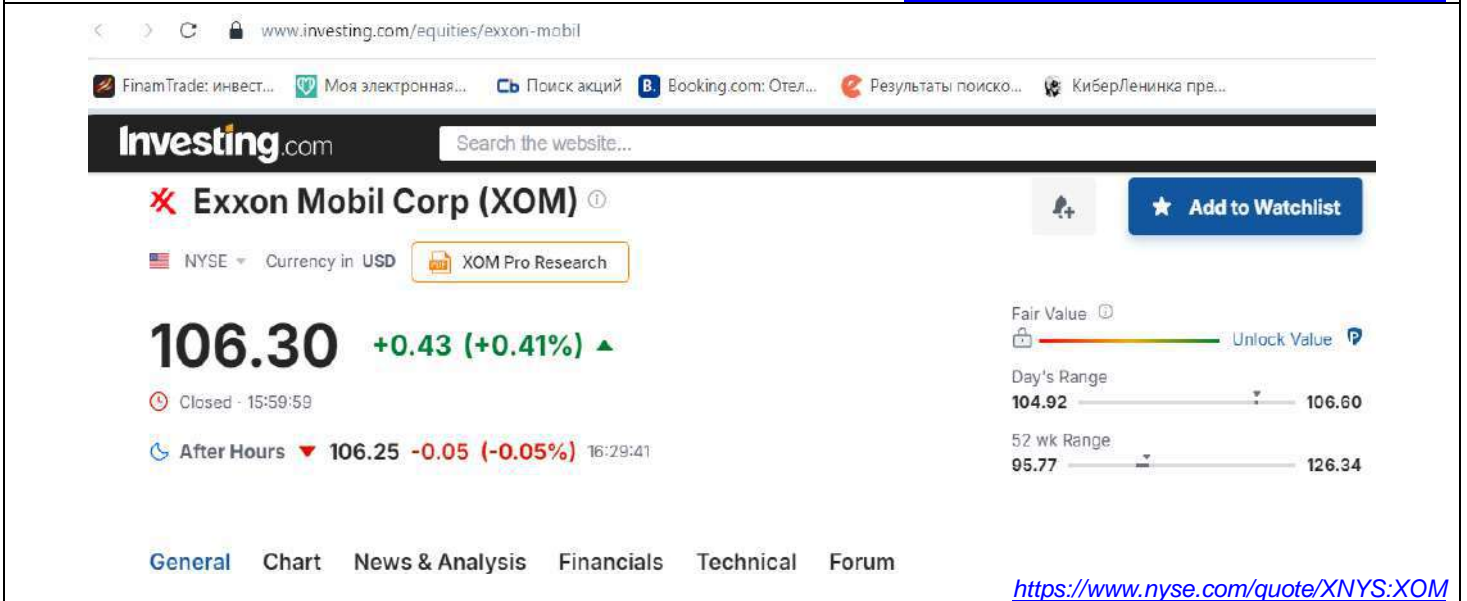 www.investing.com/equities/exxon-mobil
FinamTrade: инвест... Моя электронная... СЬ Поиск акций B. Booking.com: Отел... Результаты поиско... КиберЛенинка пре...
Investing.com Search the website...
Exxon Mobil Corp (XOM)
Add to Watchlist
NYSE Currency in USD XOM Pro Research
Fair Value
106.30 +0.43 (+0.41%)
Unlock Value
Day's Range
Closed · 15:59:59
104.92 106.60
After Hours 106.25 -0.05 (-0.05%) 16:29:41
52 wk Range
95.77 126.34
General Chart News & Analysis Financials Technical Forum
https://www.nyse.com/quote/XNYS:XOM